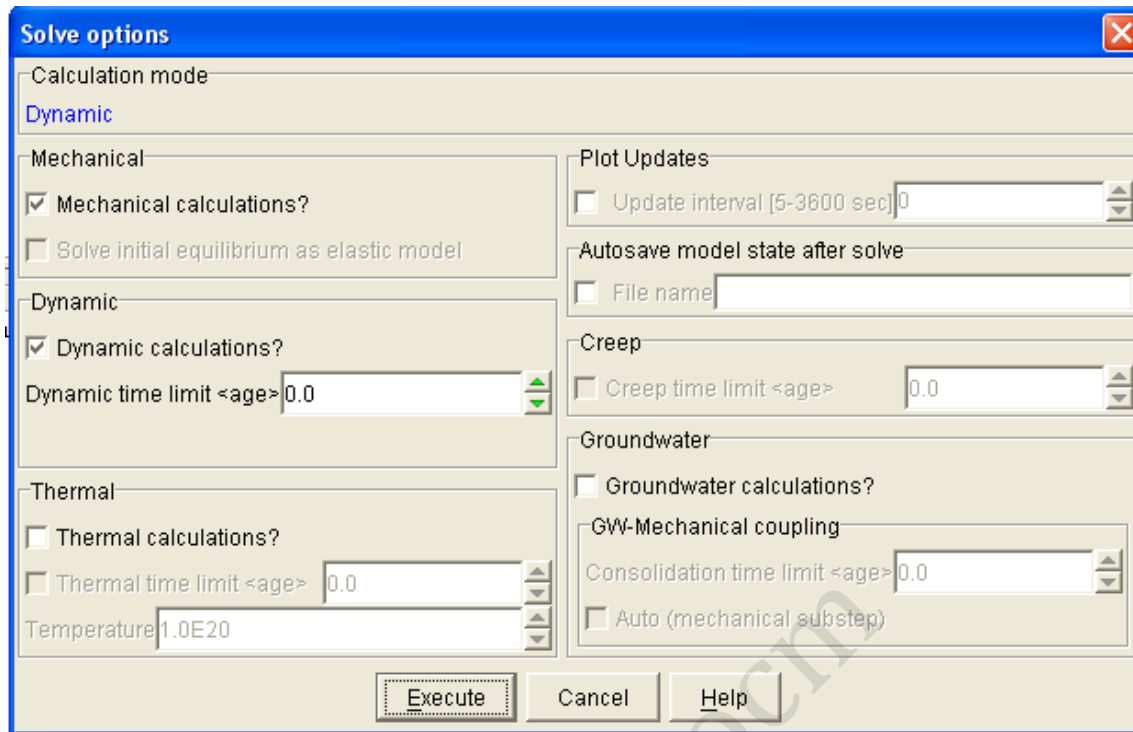 Solve options
Calculation mode
Dynamic
Mechanical
Mechanical calculations?
Solve initial equilibrium as elastic model
Dynamic
Dynamic calculations?
Dynamic time limit <age> 0.0
Thermal
Thermal calculations?
Thermal time limit <age> 0.0
Temperature 1.0E20
Plot Updates
Update interval [5-3600 sec] 0
Autosave model state after solve
File name
Creep
Creep time limit <age> 0.0
Groundwater
Groundwater calculations?
GW-Mechanical coupling
Consolidation time limit <age> 0.0
Auto (mechanical substep)
Execute Cancel Help